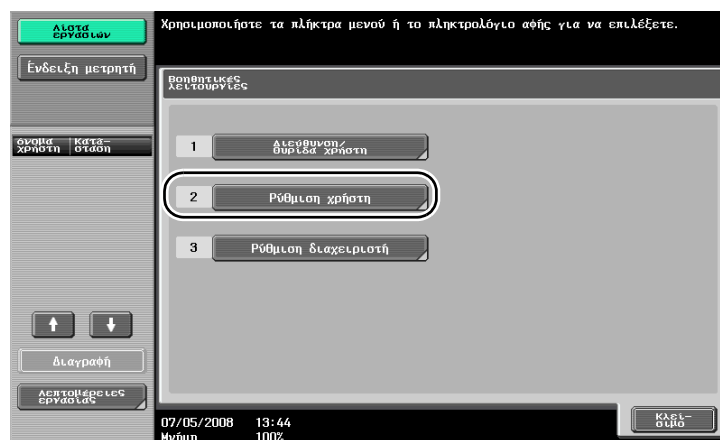 Λίστα
εργασιών
Χρησιμοποιήστε τα πλήκτρα μενού ή το πληκτρολόγιο αφής για να επιλέξετε.
Ένδειξη μετρητή
Βοηθητικές
λειτουργίες
όνομα
χρήστη
Κατά-
σταση
1
Διεύθυνση/
θυρίδα χρήστη
2
Ρύθμιση χρήστη
3
Ρύθμιση διαχειριστή
Διαγραφή
Λεπτομέρειες
εργασίας
07/05/2008 13:44
Μνήμη 100%
Κλεί-
σιμο